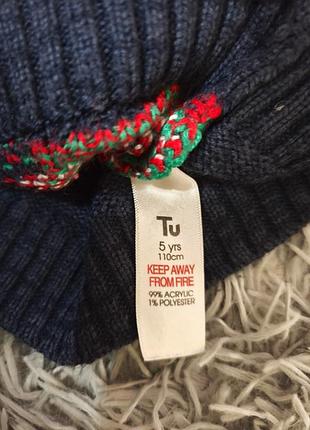 Tu
5 yrs
110cm
KEEP AWAY
FROM FIRE
99% ACRYLIC
1% POLYESTER